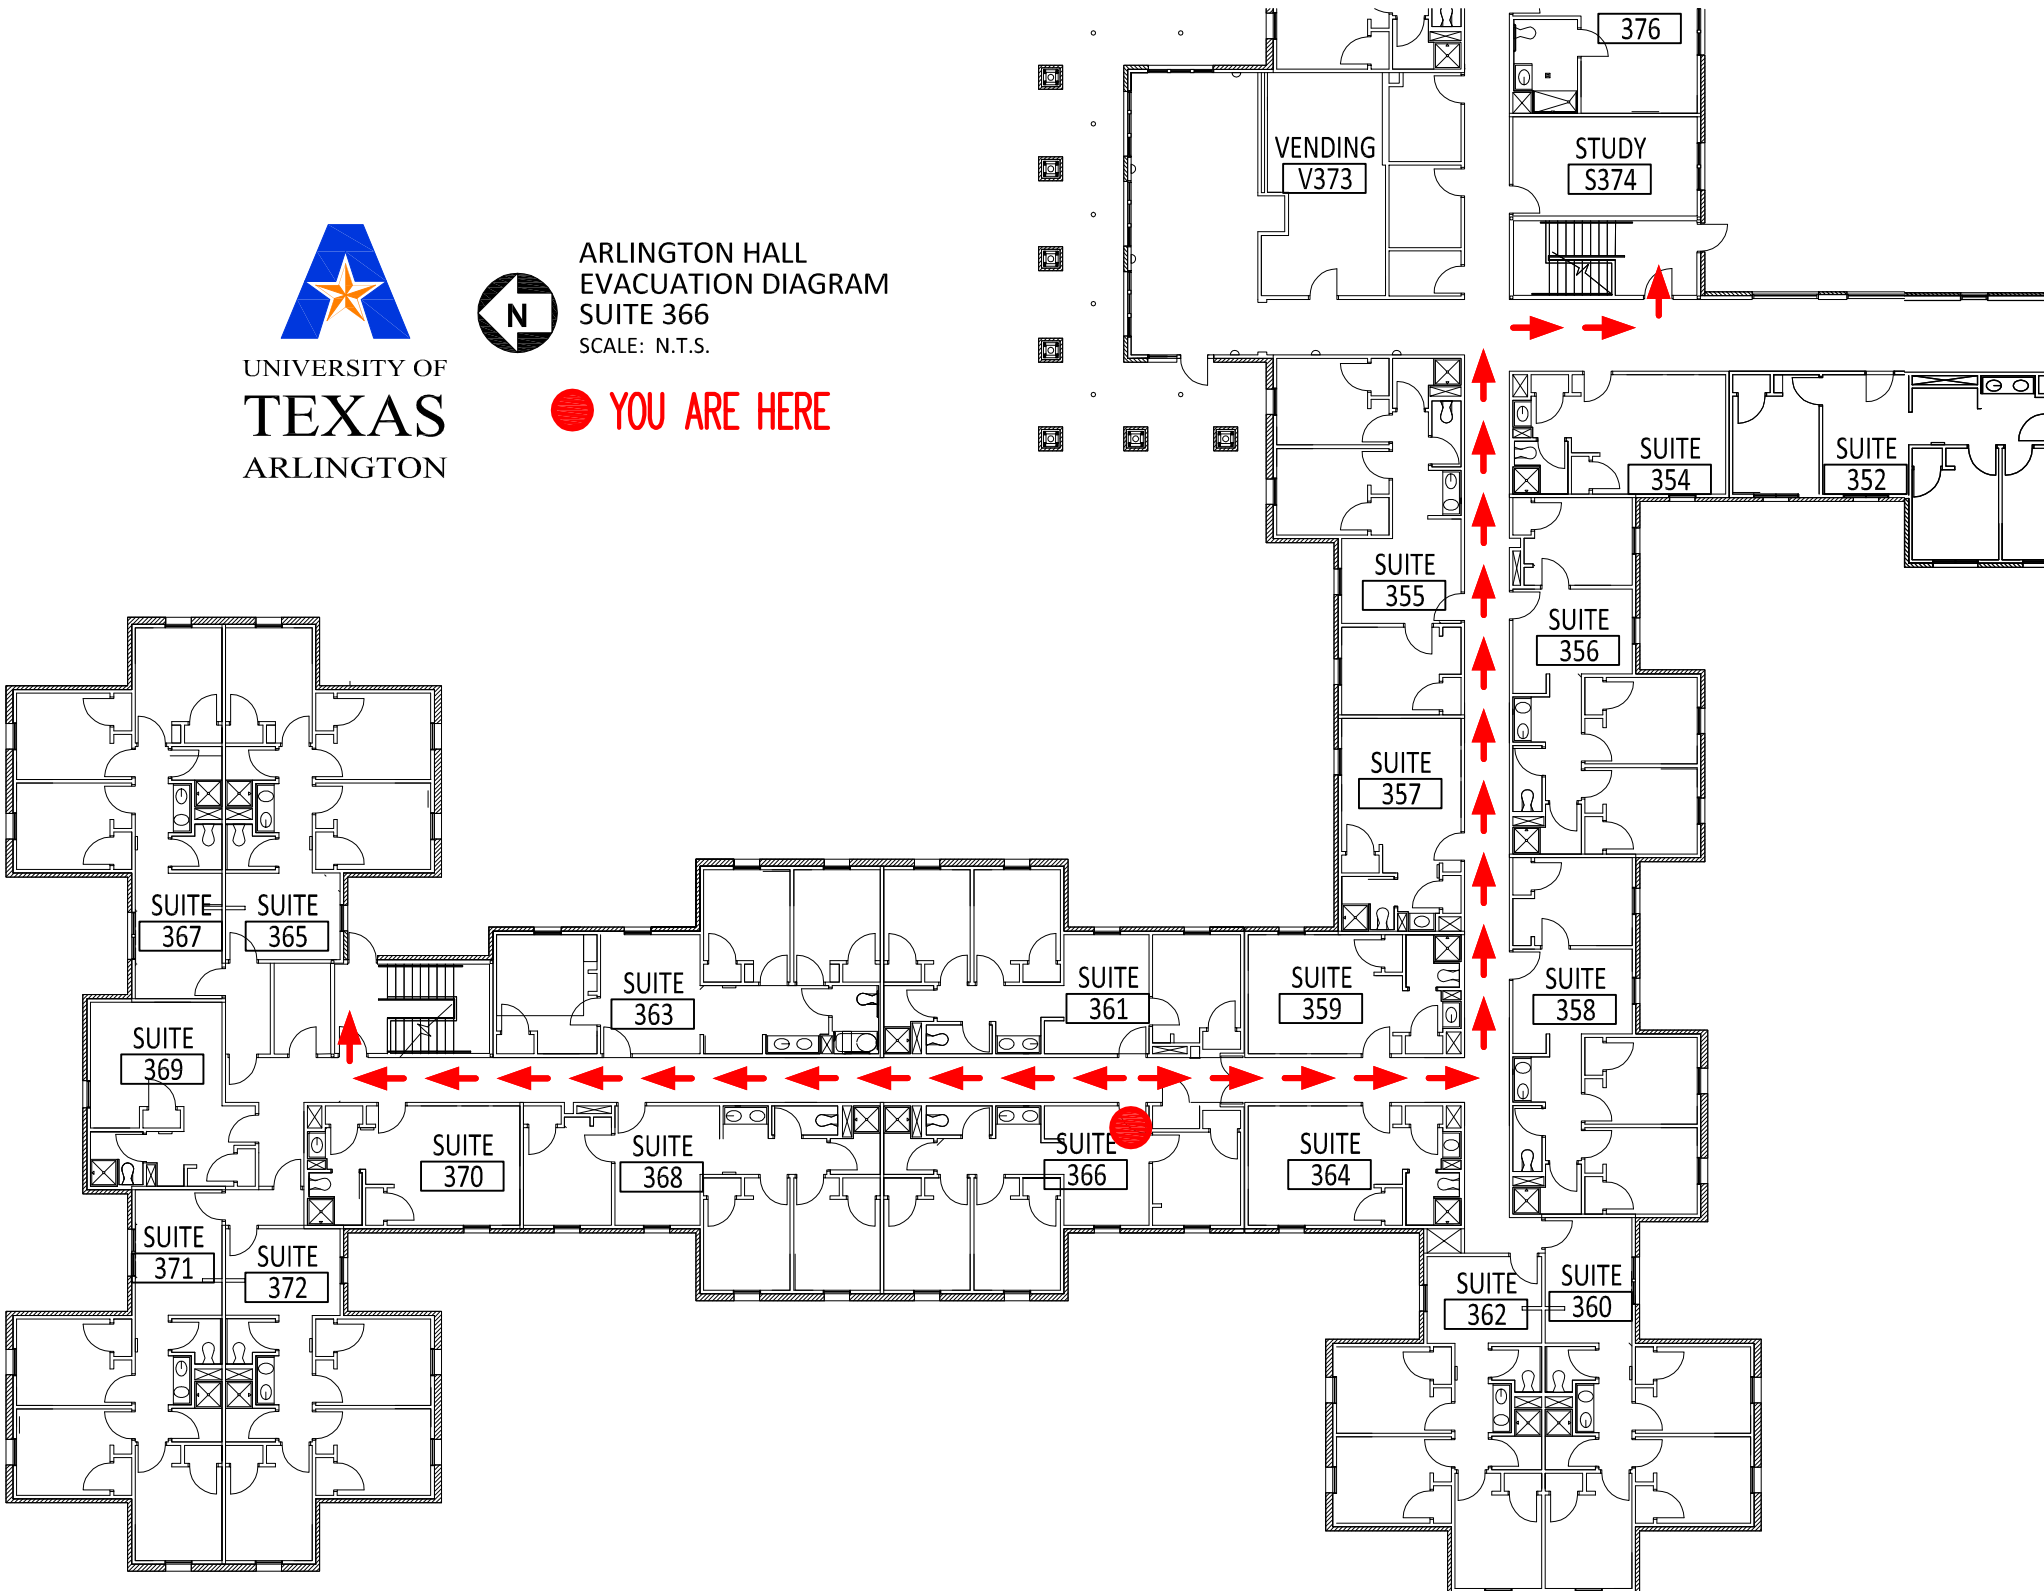 376
VENDING
V373
STUDY
S374
ARLINGTON HALL
EVACUATION DIAGRAM
SUITE 366
SCALE: N.T.S.
N
UNIVERSITY OF
TEXAS
ARLINGTON
YOU ARE HERE
SUITE
354
SUITE
352
SUITE
355
SUITE
356
SUITE
357
SUITE
367
SUITE
365
SUITE
363
SUITE
361
SUITE
359
SUITE
358
SUITE
369
SUITE
370
SUITE
368
SUITE
366
SUITE
364
SUITE
371
SUITE
372
SUITE
362
SUITE
360